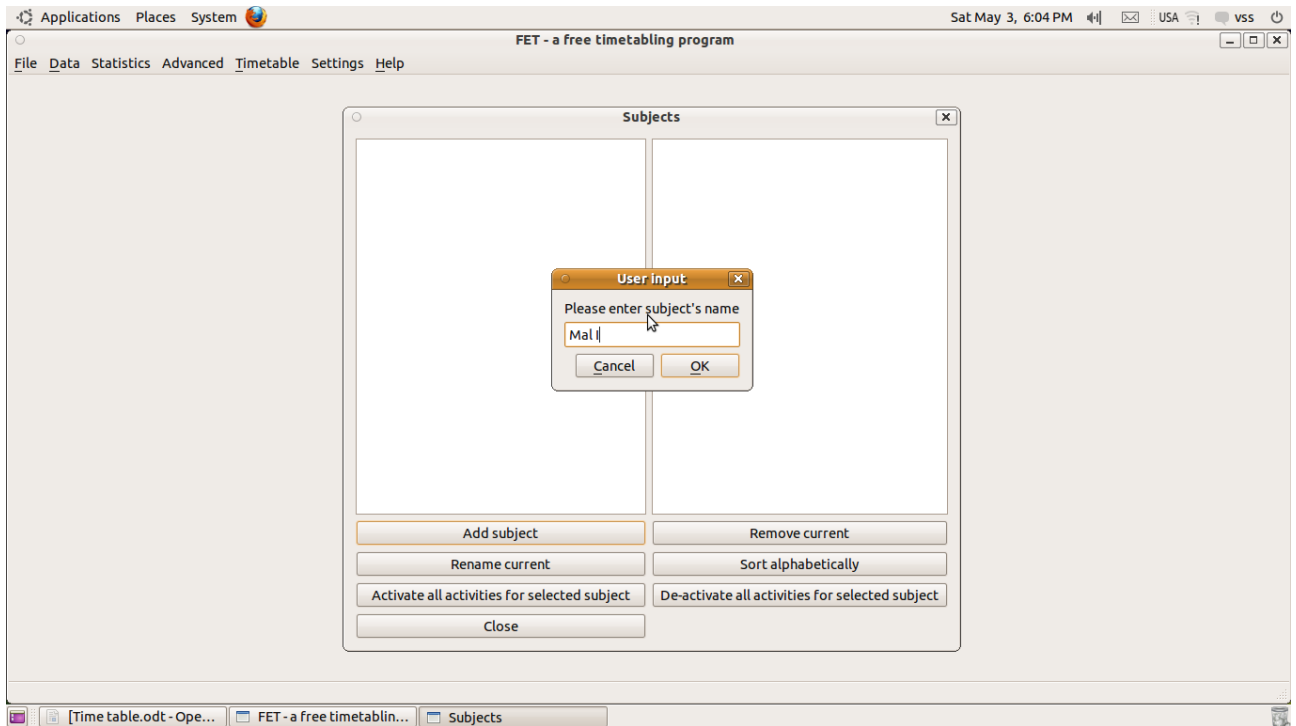 Applications Places System Sat May 3, 6:04 PM USA vss
FET - a free timetabling program
File Data Statistics Advanced Timetable Settings Help
Subjects
User input
Please enter subject's name
Mal I
Cancel OK
Add subject Remove current
Rename current Sort alphabetically
Activate all activities for selected subject De-activate all activities for selected subject
Close
[Time table.odt - Ope... FET - a free timetablin... Subjects